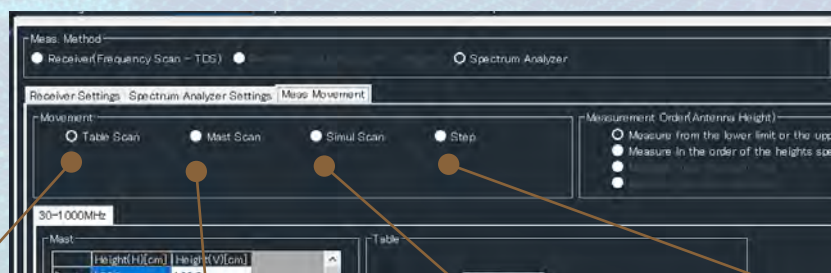 Meas. Method
Receiver(Frequency Scan - TDS)
Spectrum Analyzer
Receiver Settings Spectrum Analyzer Settings Meas Movement
Movement
Table Scan Mast Scan Simul Scan Step
Measurement Order(Antenna Height)
Measure from the lower limit or the upp
Measure in the order of the heights spe
30-1000MHz
Mast
Height(H)[cm] Height(V)[cm]
Table